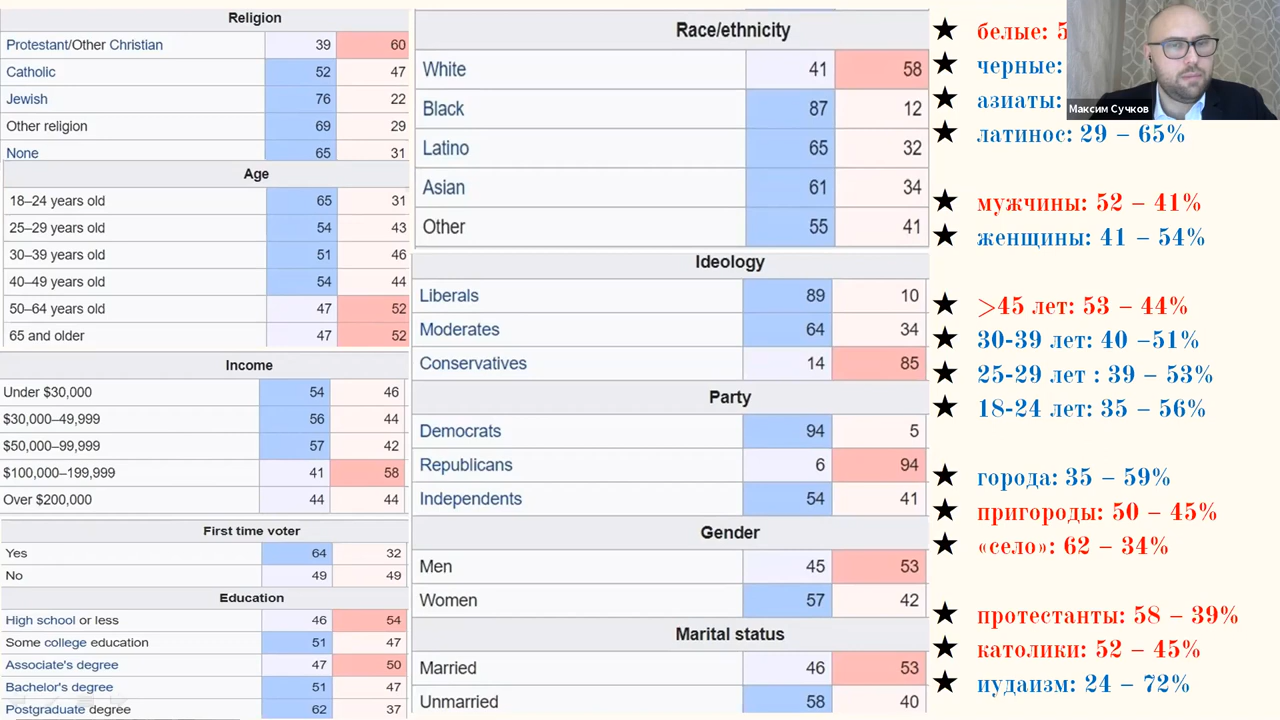 Religion
Protestant/Other Christian 39 60
Catholic 52 47
Jewish 76 22
Other religion 69 29
None 65 31
Age
18–24 years old 65 31
25–29 years old 54 43
30–39 years old 51 46
40–49 years old 54 44
50–64 years old 47 52
65 and older 47 52
Income
Under $30,000 54 46
$30,000–49,999 56 44
$50,000–99,999 57 42
$100,000–199,999 41 58
Over $200,000 44 44
First time voter
Yes 64 32
No 49 49
Education
High school or less 46 54
Some college education 51 47
Associate's degree 47 50
Bachelor's degree 51 47
Postgraduate degree 62 37
Race/ethnicity
White 41 58
Black 87 12
Latino 65 32
Asian 61 34
Other 55 41
Ideology
Liberals 89 10
Moderates 64 34
Conservatives 14 85
Party
Democrats 94 5
Republicans 6 94
Independents 54 41
Gender
Men 45 53
Women 57 42
Marital status
Married 46 53
Unmarried 58 40
★ белые: 5
★ черные:
★ азиаты:
★ латинос: 29 – 65%
★ мужчины: 52 – 41%
★ женщины: 41 – 54%
★ >45 лет: 53 – 44%
★ 30-39 лет: 40 –51%
★ 25-29 лет : 39 – 53%
★ 18-24 лет: 35 – 56%
★ города: 35 – 59%
★ пригороды: 50 – 45%
★ «село»: 62 – 34%
★ протестанты: 58 – 39%
★ католики: 52 – 45%
★ иудаизм: 24 – 72%
Максим Сучков